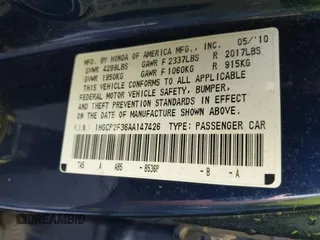 MFD. BY HONDA OF AMERICA MFG., INC. 05/'10
GVWR 4299LBS GAWR F 2337LBS R 2017LBS
GVWR 1950KG GAWR F 1060KG R 915KG
THIS VEHICLE CONFORMS TO ALL APPLICABLE
FEDERAL MOTOR VEHICLE SAFETY, BUMPER,
AND THEFT PREVENTION STANDARDS IN EFFECT
ON THE DATE OF MANUFACTURE SHOWN ABOVE.
V.I.N.: 1HGCP2F36AA147426 TYPE: PASSENGER CAR
TA5 A AB5 - B536P - B - A
DREAMBID